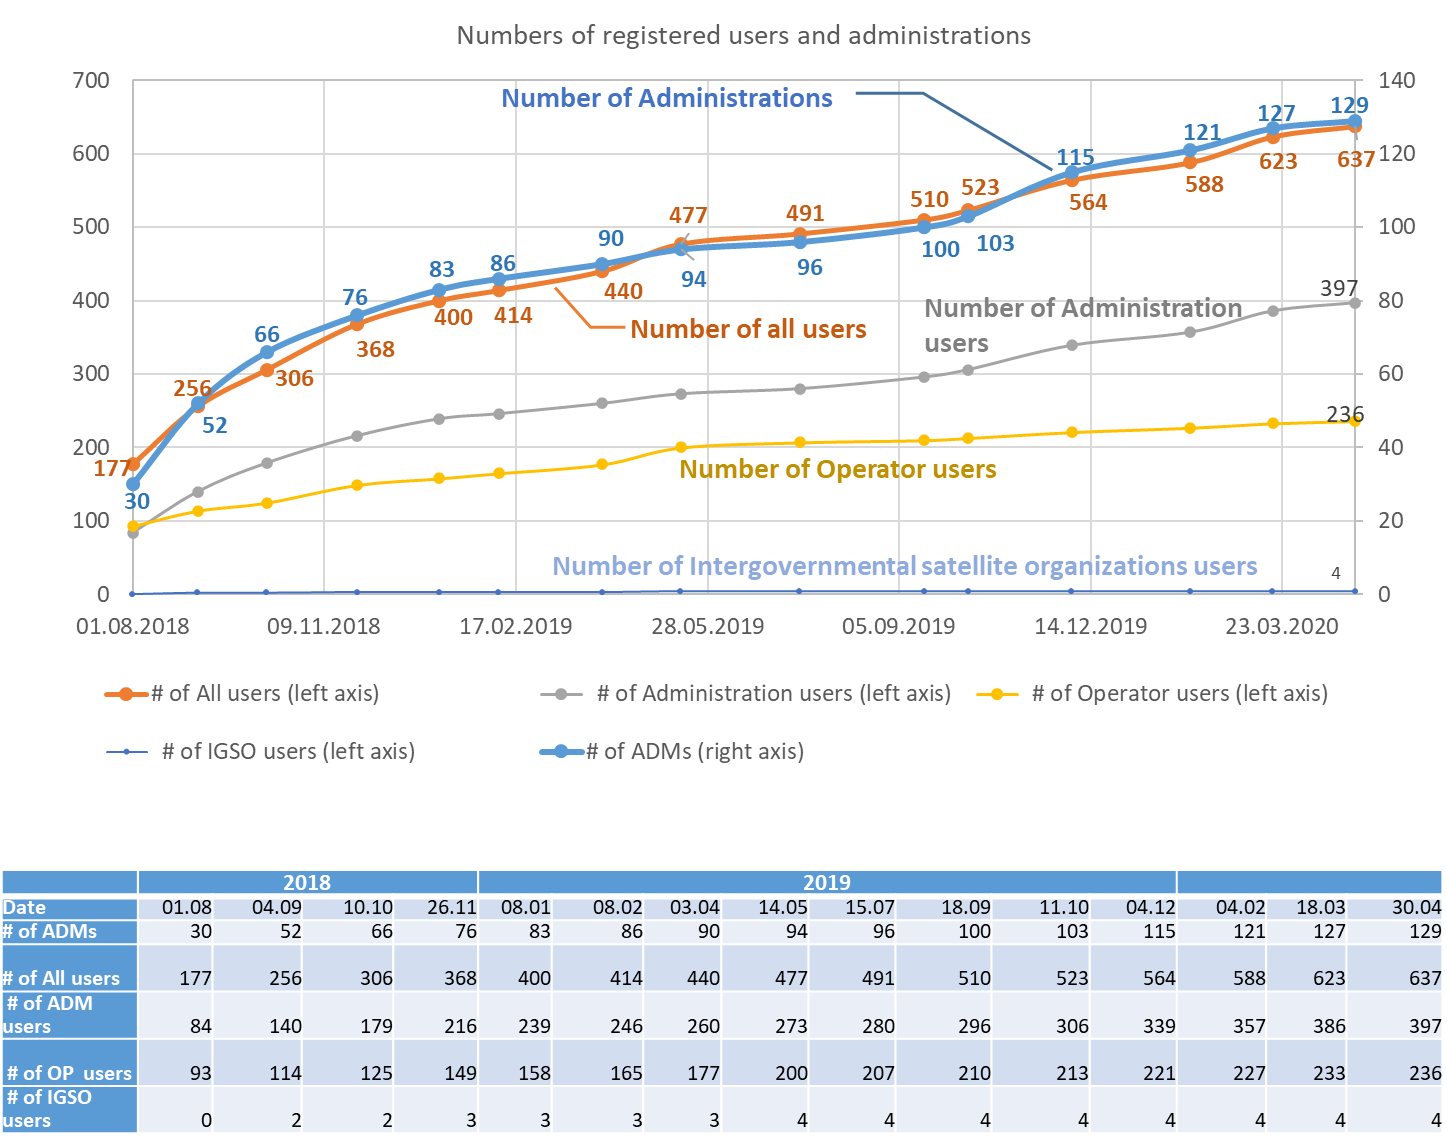 Numbers of registered users and administrations
700
600
500
400
300
200
100
0
140
120
100
80
60
40
20
0
Number of Administrations
Number of all users
Number of Administration
users
Number of Operator users
Number of Intergovernmental satellite organizations users
177 256 306 368 400 414 440 477 491 510 523 564 588 623 637
30 52 66 76 83 86 90 94 96 100 103 115 121 127 129
397
236
4
01.08.2018 09.11.2018 17.02.2019 28.05.2019 05.09.2019 14.12.2019 23.03.2020
# of All users (left axis) # of Administration users (left axis) # of Operator users (left axis)
# of IGSO users (left axis) # of ADMs (right axis)
2018 2019
Date 01.08 04.09 10.10 26.11 08.01 08.02 03.04 14.05 15.07 18.09 11.10 04.12 04.02 18.03 30.04
# of ADMs 30 52 66 76 83 86 90 94 96 100 103 115 121 127 129
# of All users 177 256 306 368 400 414 440 477 491 510 523 564 588 623 637
# of ADM
users 84 140 179 216 239 246 260 273 280 296 306 339 357 386 397
# of OP users 93 114 125 149 158 165 177 200 207 210 213 221 227 233 236
# of IGSO
users 0 2 2 3 3 3 3 4 4 4 4 4 4 4 4